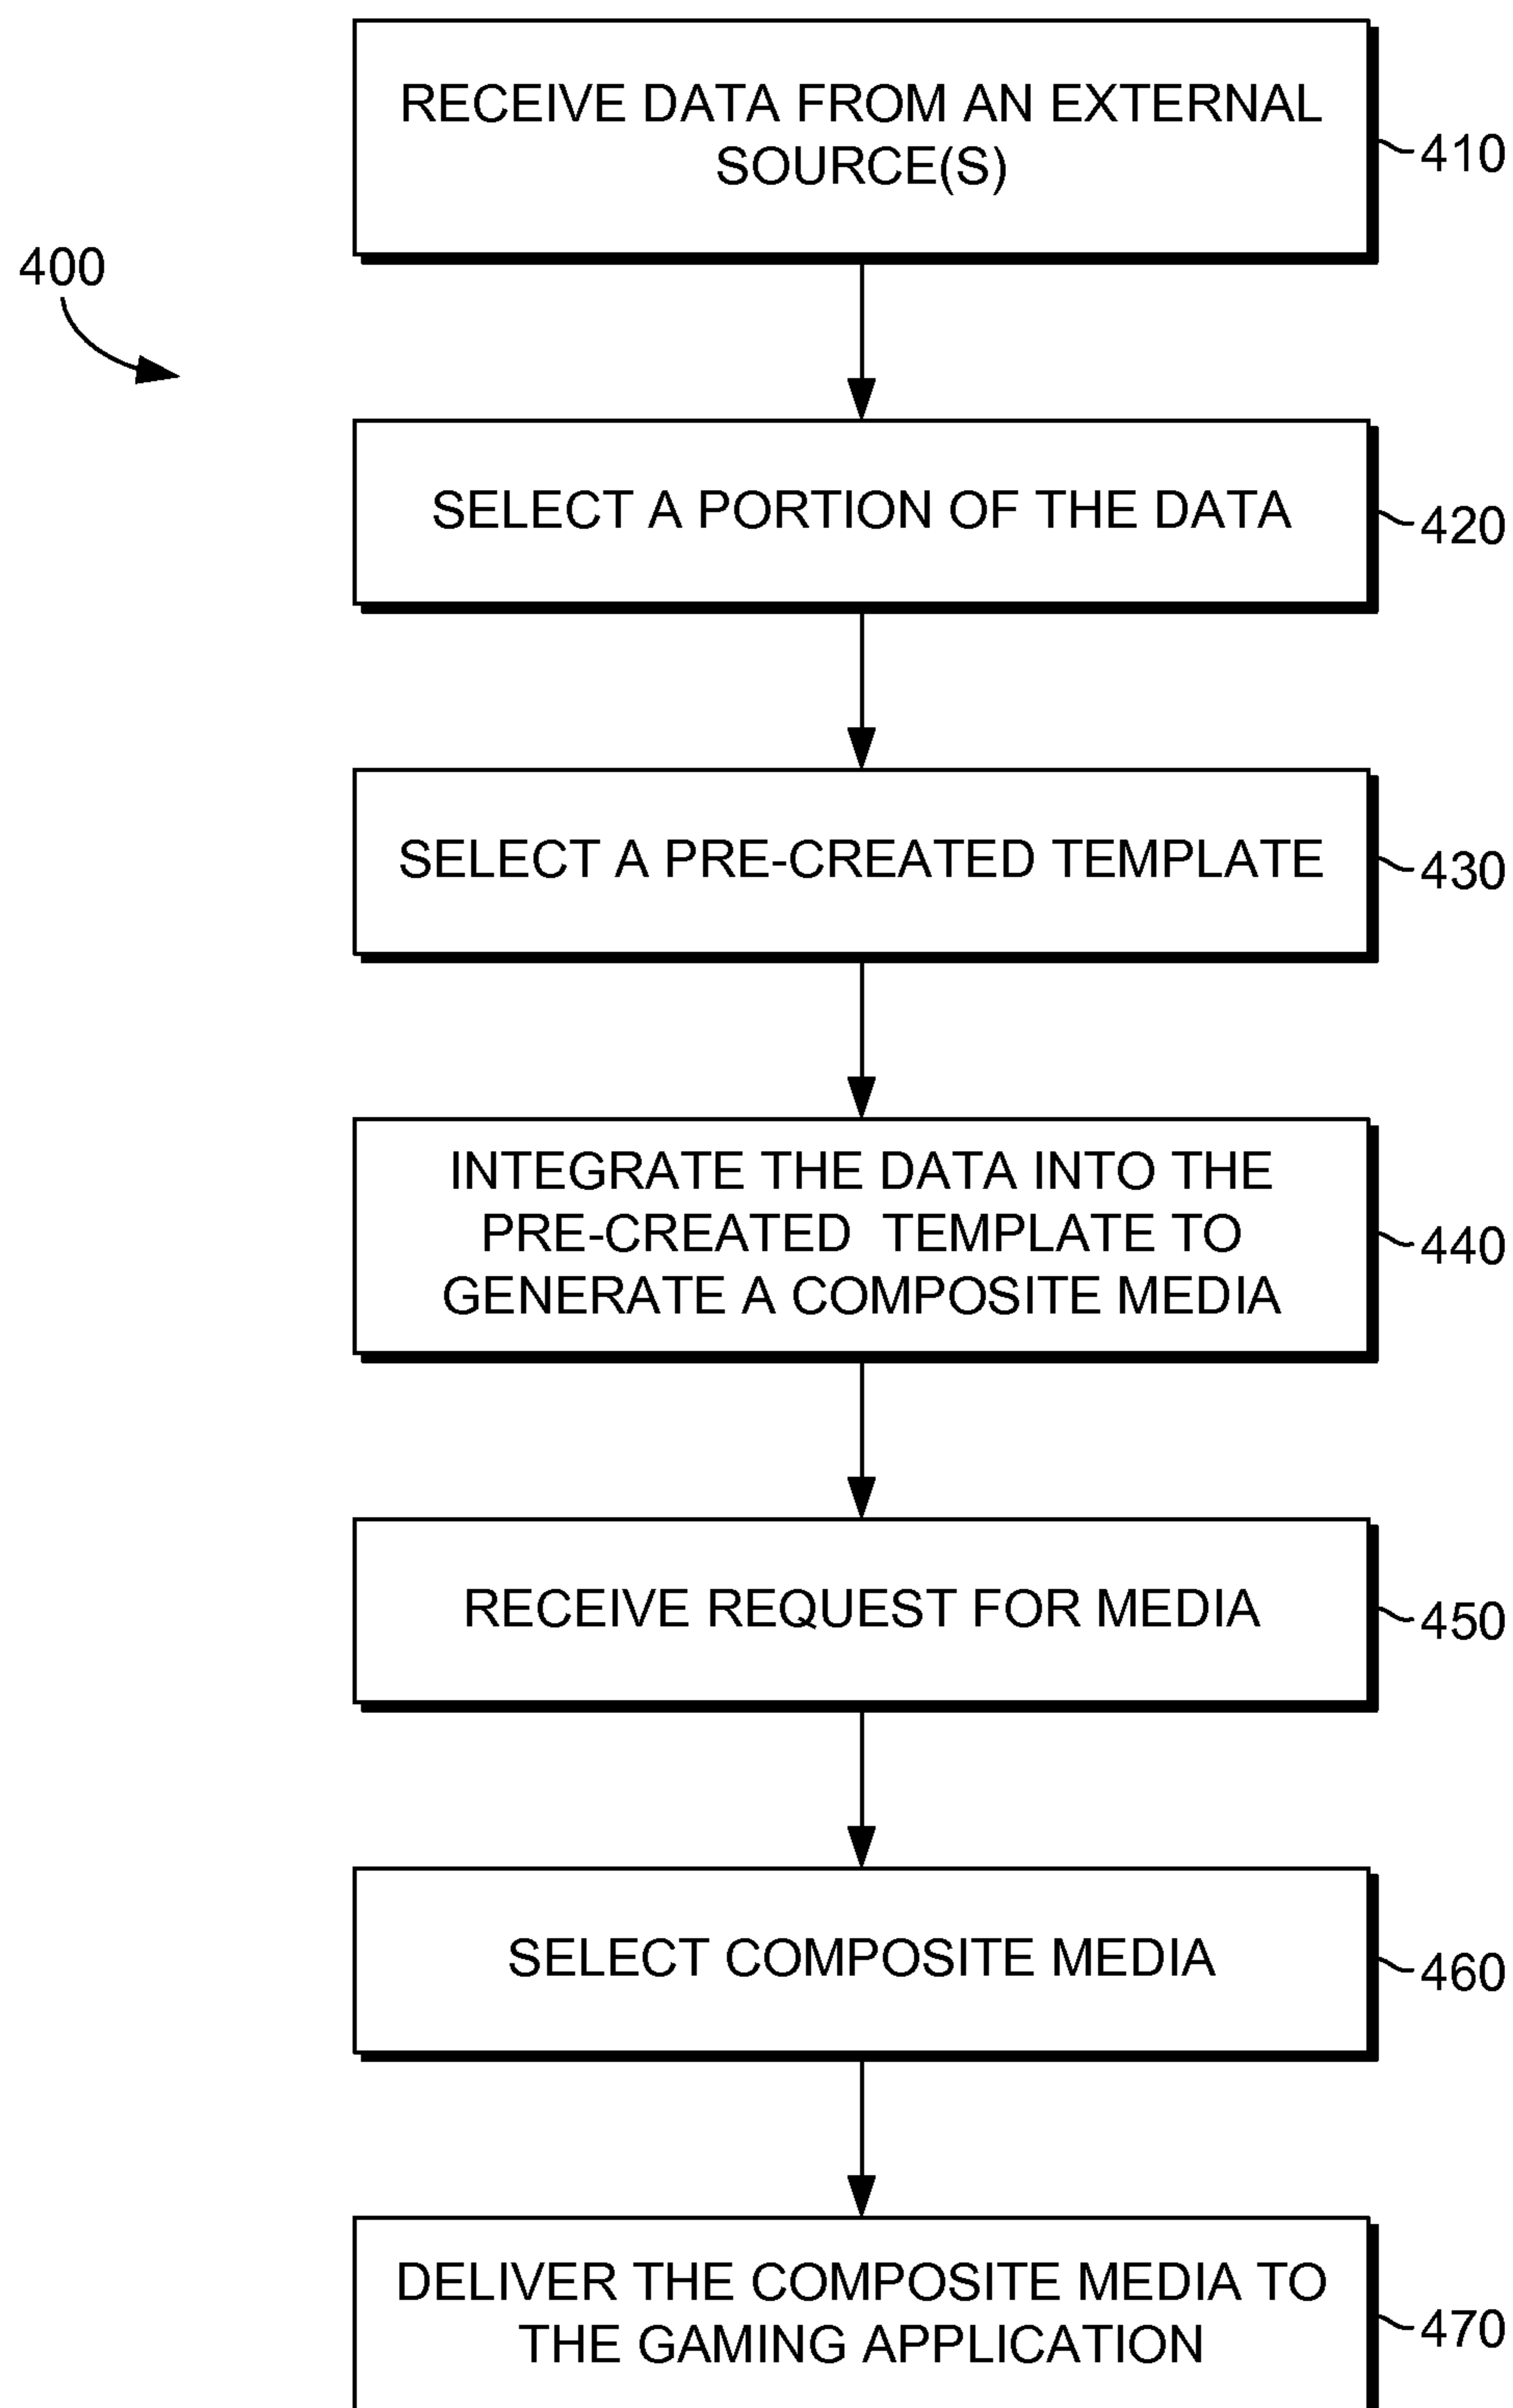 RECEIVE DATA FROM AN EXTERNAL
SOURCE(S)
410
400
SELECT A PORTION OF THE DATA
420
SELECT A PRE-CREATED TEMPLATE
430
INTEGRATE THE DATA INTO THE
PRE-CREATED TEMPLATE TO
GENERATE A COMPOSITE MEDIA
440
RECEIVE REQUEST FOR MEDIA
450
SELECT COMPOSITE MEDIA
460
DELIVER THE COMPOSITE MEDIA TO
THE GAMING APPLICATION
470